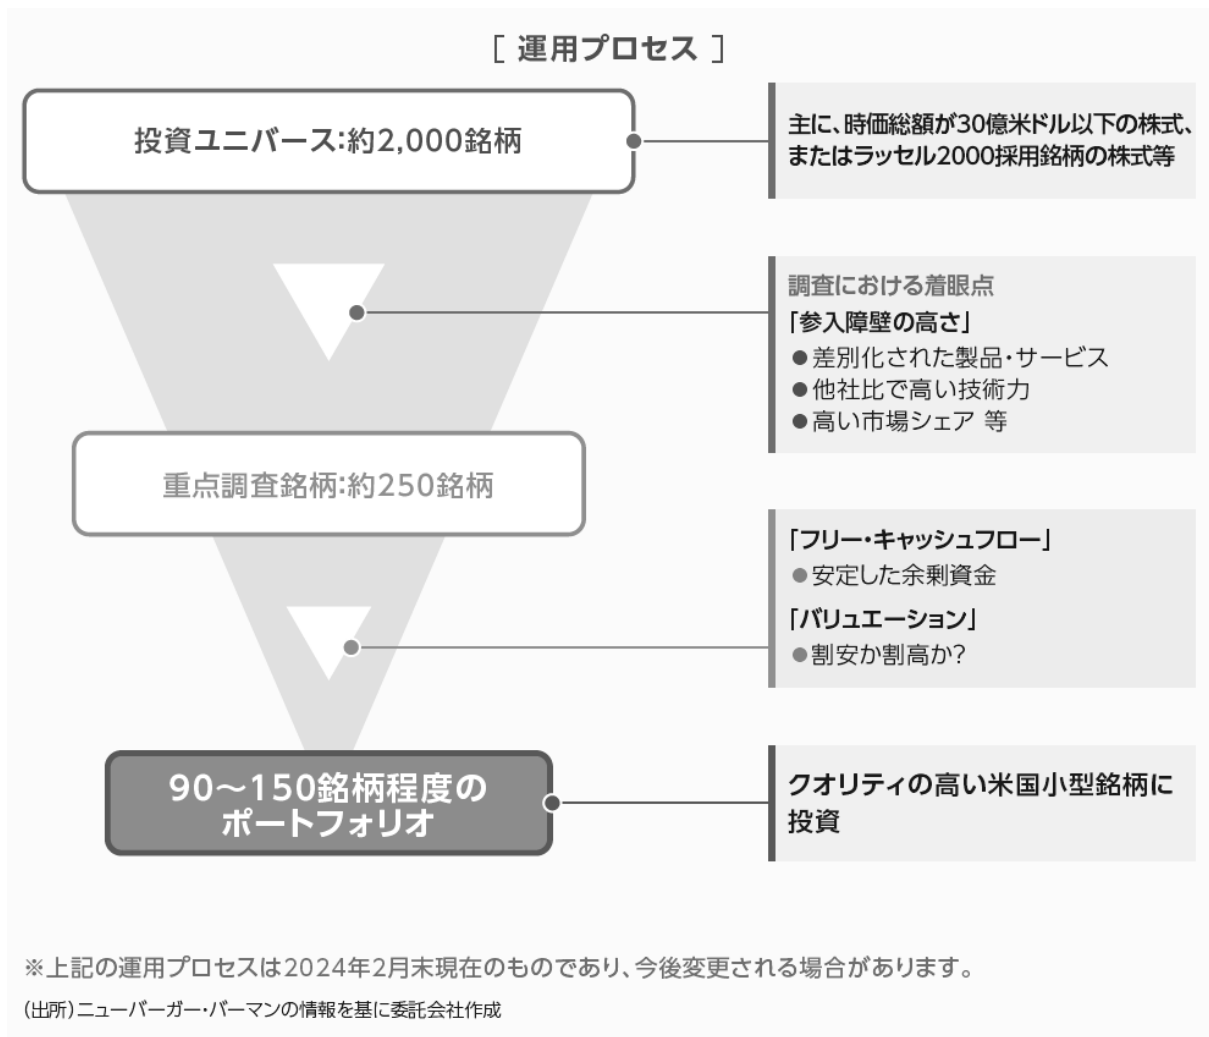 [ 運用プロセス ]
投資ユニバース:約2,000銘柄
主に、時価総額が30億米ドル以下の株式、
またはラッセル2000採用銘柄の株式等
調査における着眼点
「参入障壁の高さ」
●差別化された製品・サービス
●他社比で高い技術力
●高い市場シェア 等
重点調査銘柄:約250銘柄
「フリー・キャッシュフロー」
●安定した余剰資金
「バリュエーション」
●割安か割高か?
90～150銘柄程度の
ポートフォリオ
クオリティの高い米国小型銘柄に
投資
※上記の運用プロセスは2024年2月末現在のものであり、今後変更される場合があります。
(出所)ニューバーガー・バーマンの情報を基に委託会社作成